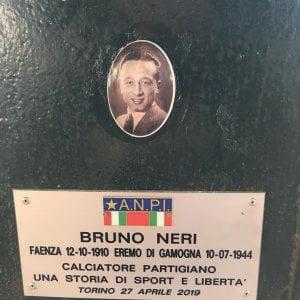 A.N.P.I.
BRUNO NERI
FAENZA 12-10-1910 EREMO DI GAMOGNA 10-07-1944
CALCIATORE PARTIGIANO
UNA STORIA DI SPORT E LIBERTA'
TORINO 27 APRILE 2019